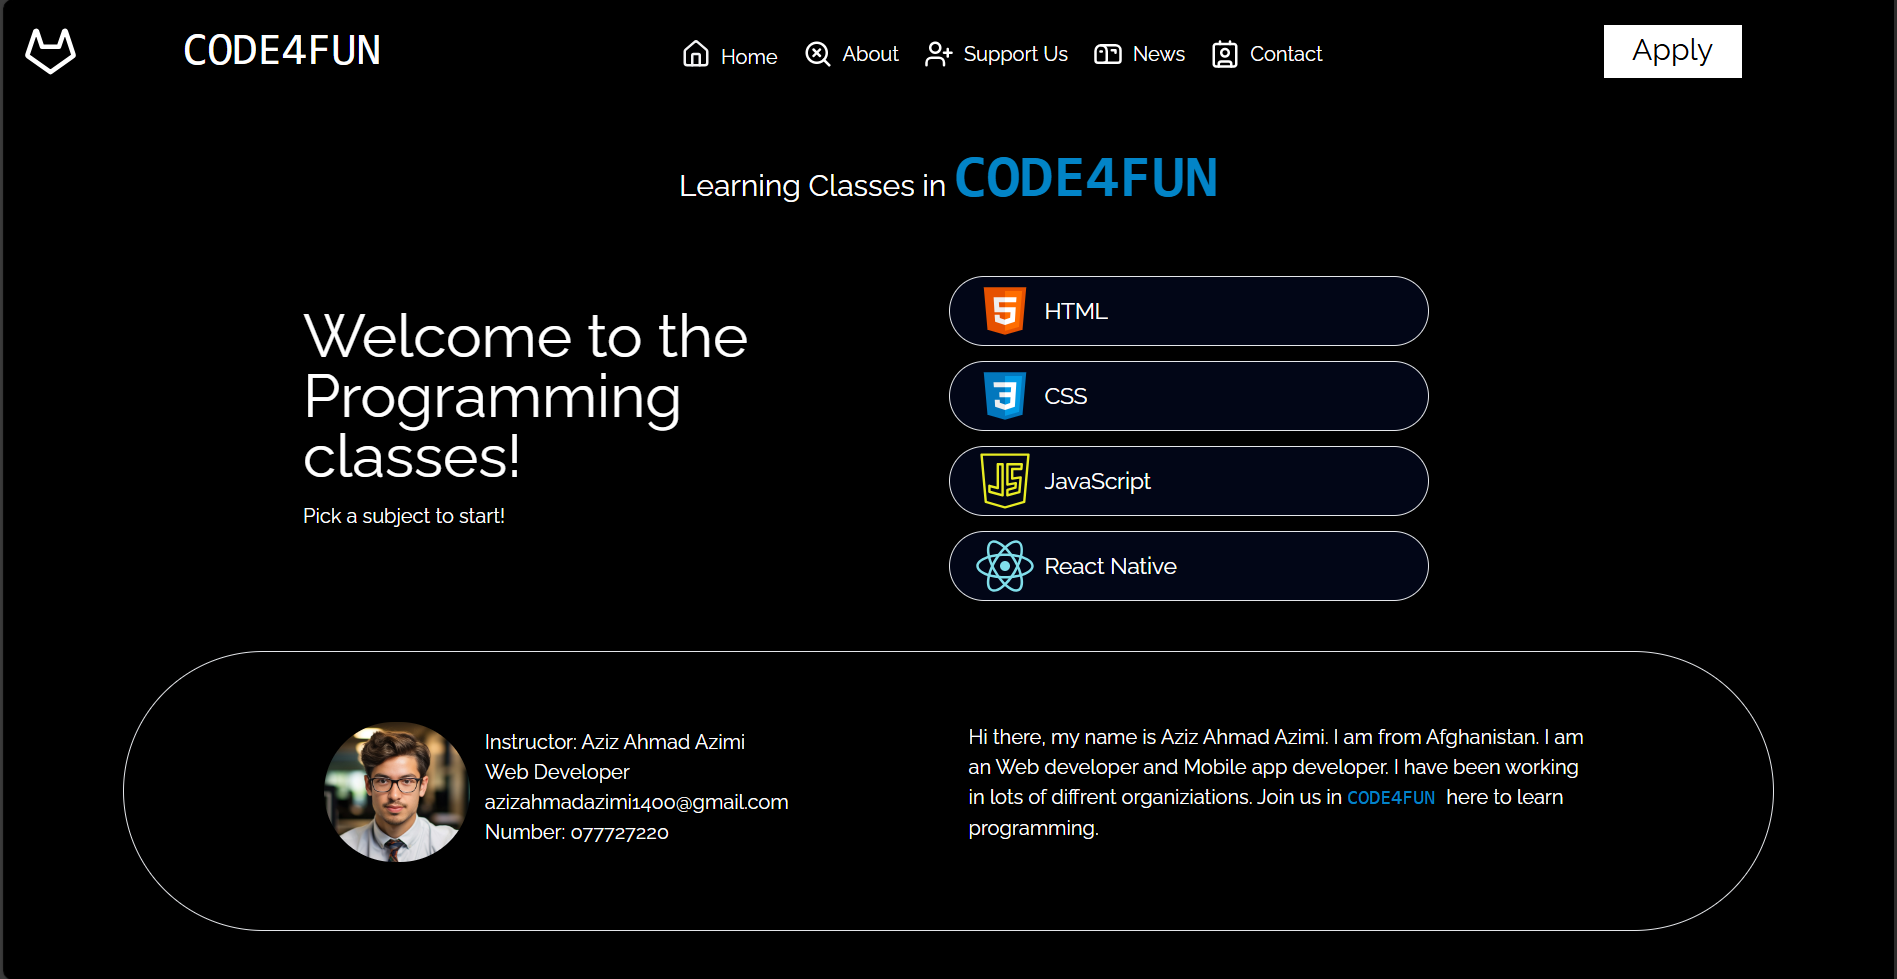 CODE4FUN
Home
About
Support Us
News
Contact
Apply
Learning Classes in CODE4FUN
Welcome to the
Programming
classes!
Pick a subject to start!
HTML
CSS
JavaScript
React Native
Instructor: Aziz Ahmad Azimi
Web Developer
azizahmadazimi1400@gmail.com
Number: 077727220
Hi there, my name is Aziz Ahmad Azimi. I am from Afghanistan. I am
an Web developer and Mobile app developer. I have been working
in lots of diffrent organiziations. Join us in CODE4FUN here to learn
programming.